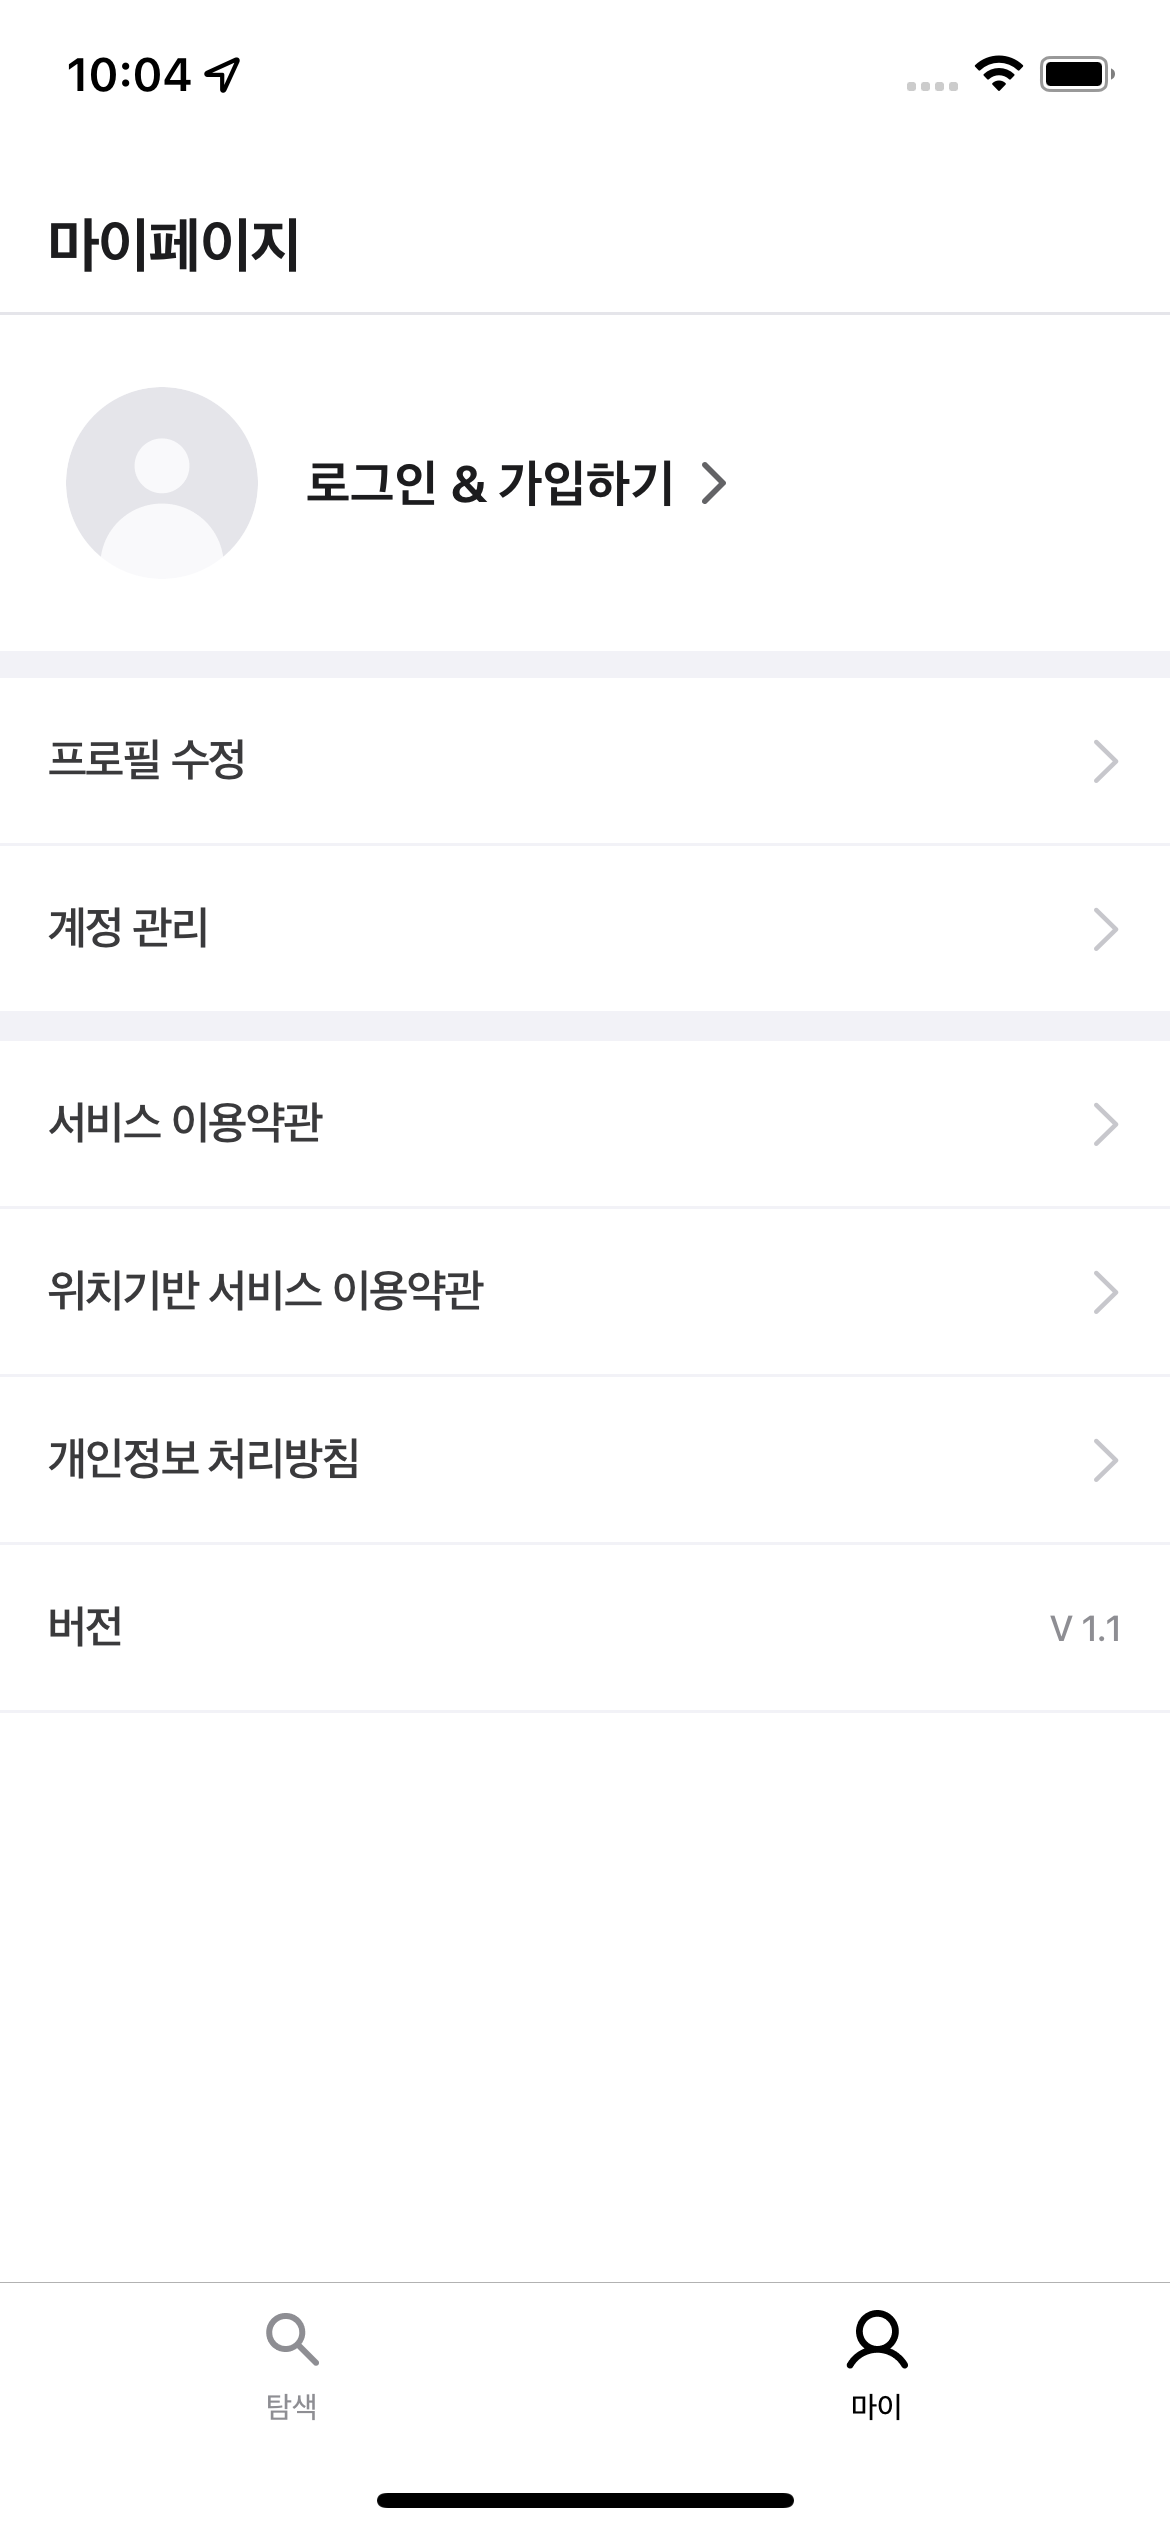 10:04
마이페이지
로그인 & 가입하기
프로필 수정
계정 관리
서비스 이용약관
위치기반 서비스 이용약관
개인정보 처리방침
버전 V 1.1
탐색 마이